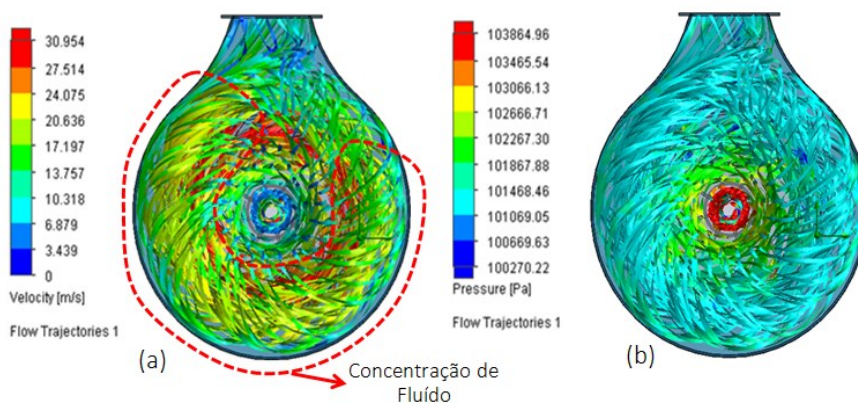 30.954
27.514
24.075
20.636
17.197
13.757
10.318
6.879
3.439
0
Velocity [m/s]
Flow Trajectories 1
(a)
Concentração de
Fluído
103864.96
103465.54
103066.13
102666.71
102267.30
101867.88
101468.46
101069.05
100669.63
100270.22
Pressure [Pa]
Flow Trajectories 1
(b)